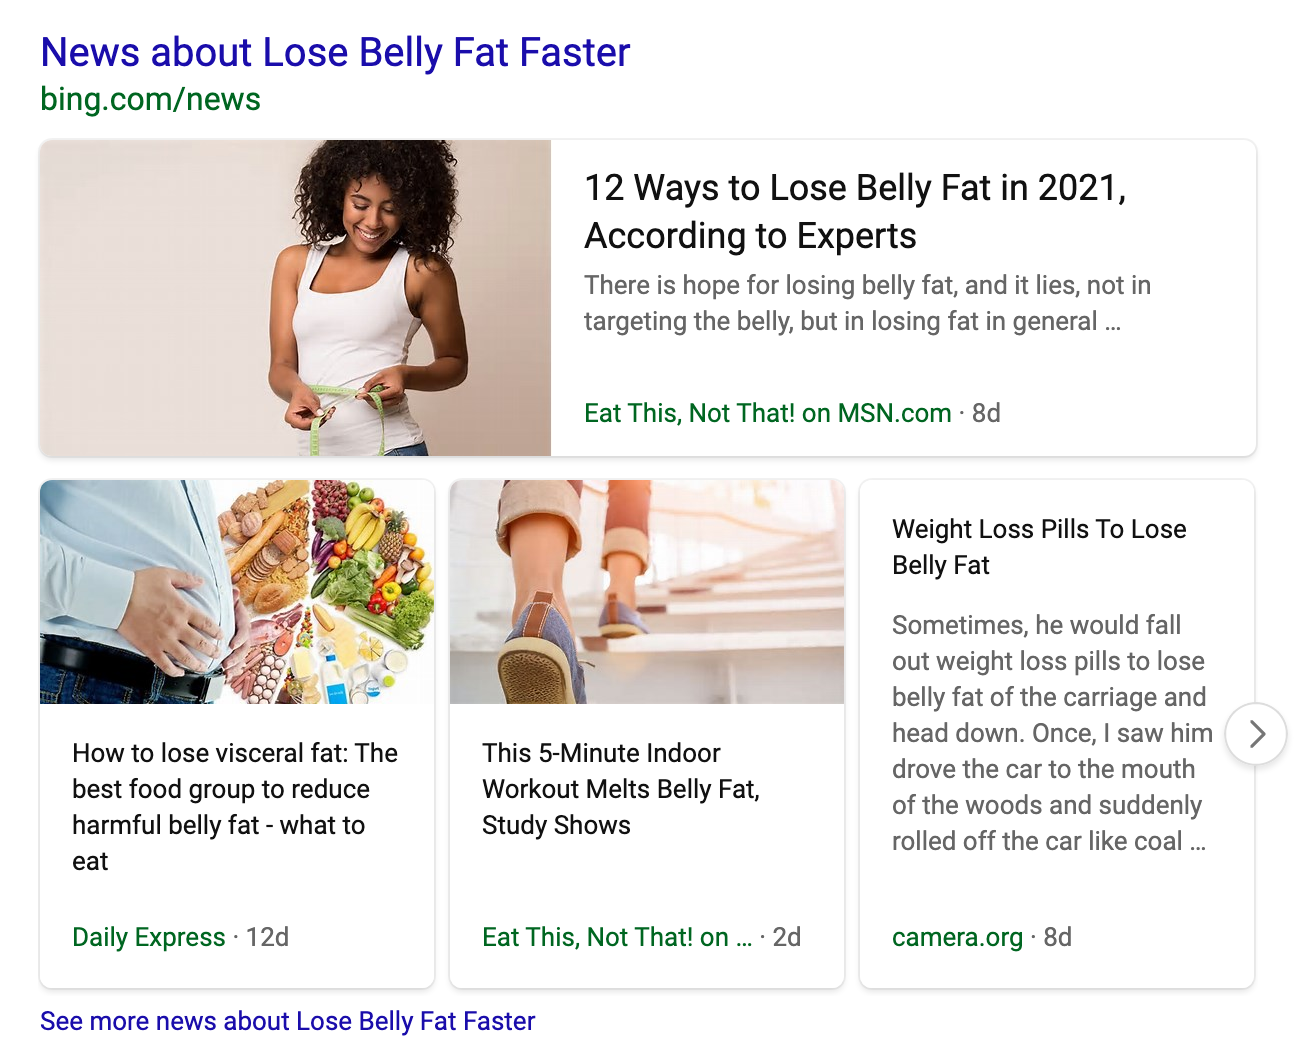 News about Lose Belly Fat Faster
bing.com/news
12 Ways to Lose Belly Fat in 2021,
According to Experts
There is hope for losing belly fat, and it lies, not in
targeting the belly, but in losing fat in general ...
Eat This, Not That! on MSN.com · 8d
How to lose visceral fat: The
best food group to reduce
harmful belly fat - what to
eat
Daily Express · 12d
This 5-Minute Indoor
Workout Melts Belly Fat,
Study Shows
Eat This, Not That! on ... · 2d
Weight Loss Pills To Lose
Belly Fat
Sometimes, he would fall
out weight loss pills to lose
belly fat of the carriage and
head down. Once, I saw him
drove the car to the mouth
of the woods and suddenly
rolled off the car like coal ...
camera.org · 8d
See more news about Lose Belly Fat Faster